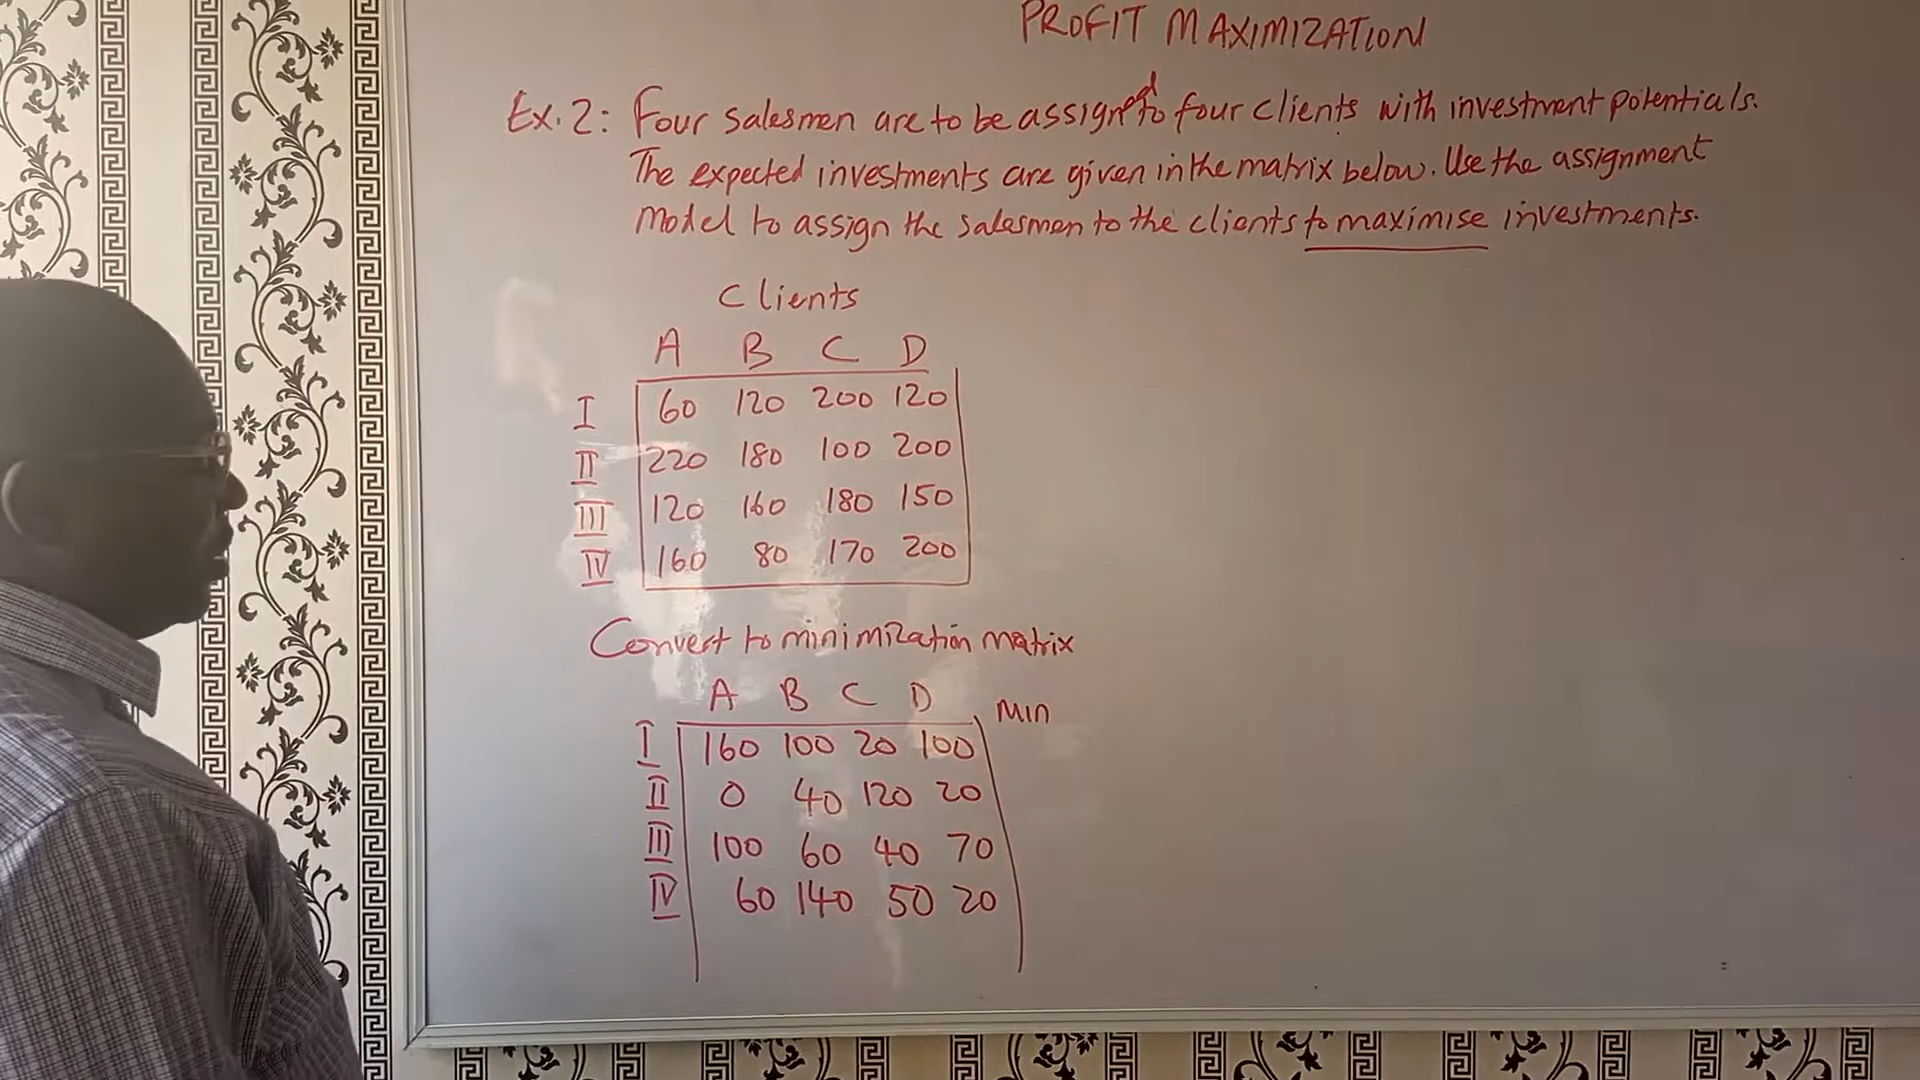 PROFIT MAXIMIZATION
Ex. 2: Four salesmen are to be assigned to four clients with investment potentials.
The expected investments are given in the matrix below. Use the assignment
Model to assign the salesmen to the clients to maximise investments.
Clients
A B C D
I 60 120 200 120
II 220 180 100 200
III 120 160 180 150
IV 160 80 170 200
Convert to minimization matrix
A B C D Min
I 160 100 20 100
II 0 40 120 20
III 100 60 40 70
IV 60 140 50 20